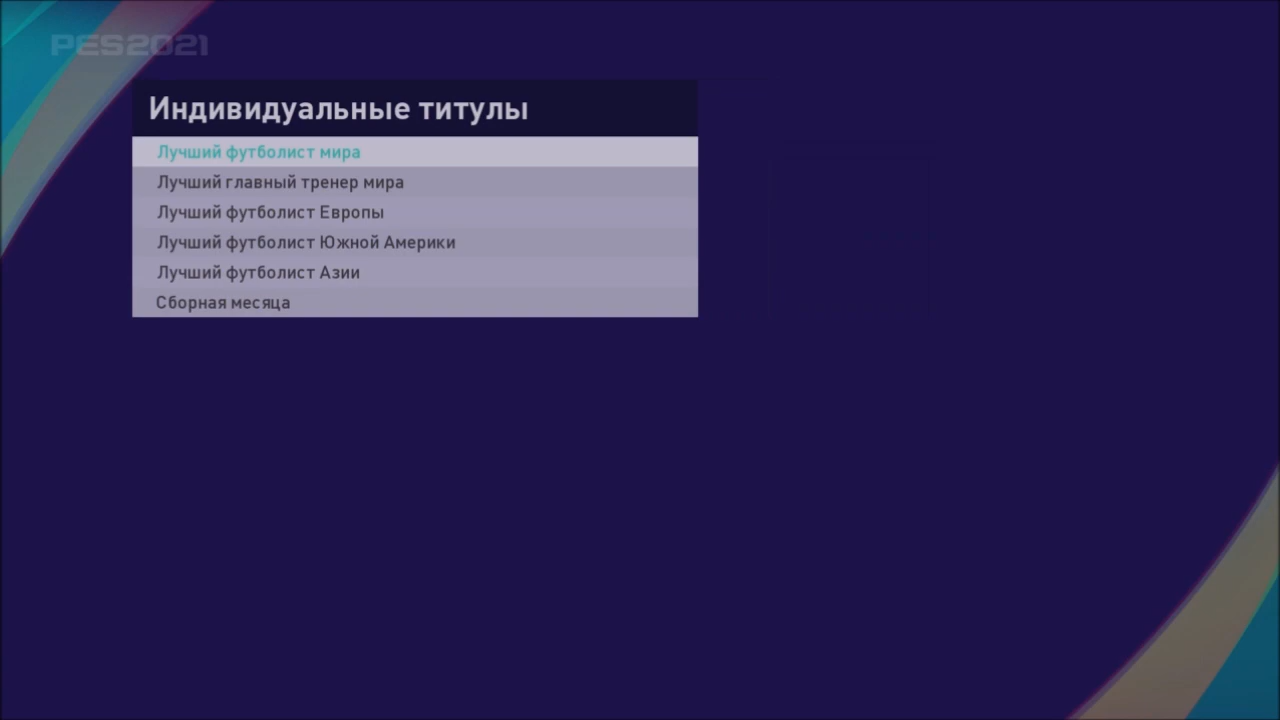 PES2021
Индивидуальные титулы
Лучший футболист мира
Лучший главный тренер мира
Лучший футболист Европы
Лучший футболист Южной Америки
Лучший футболист Азии
Сборная месяца